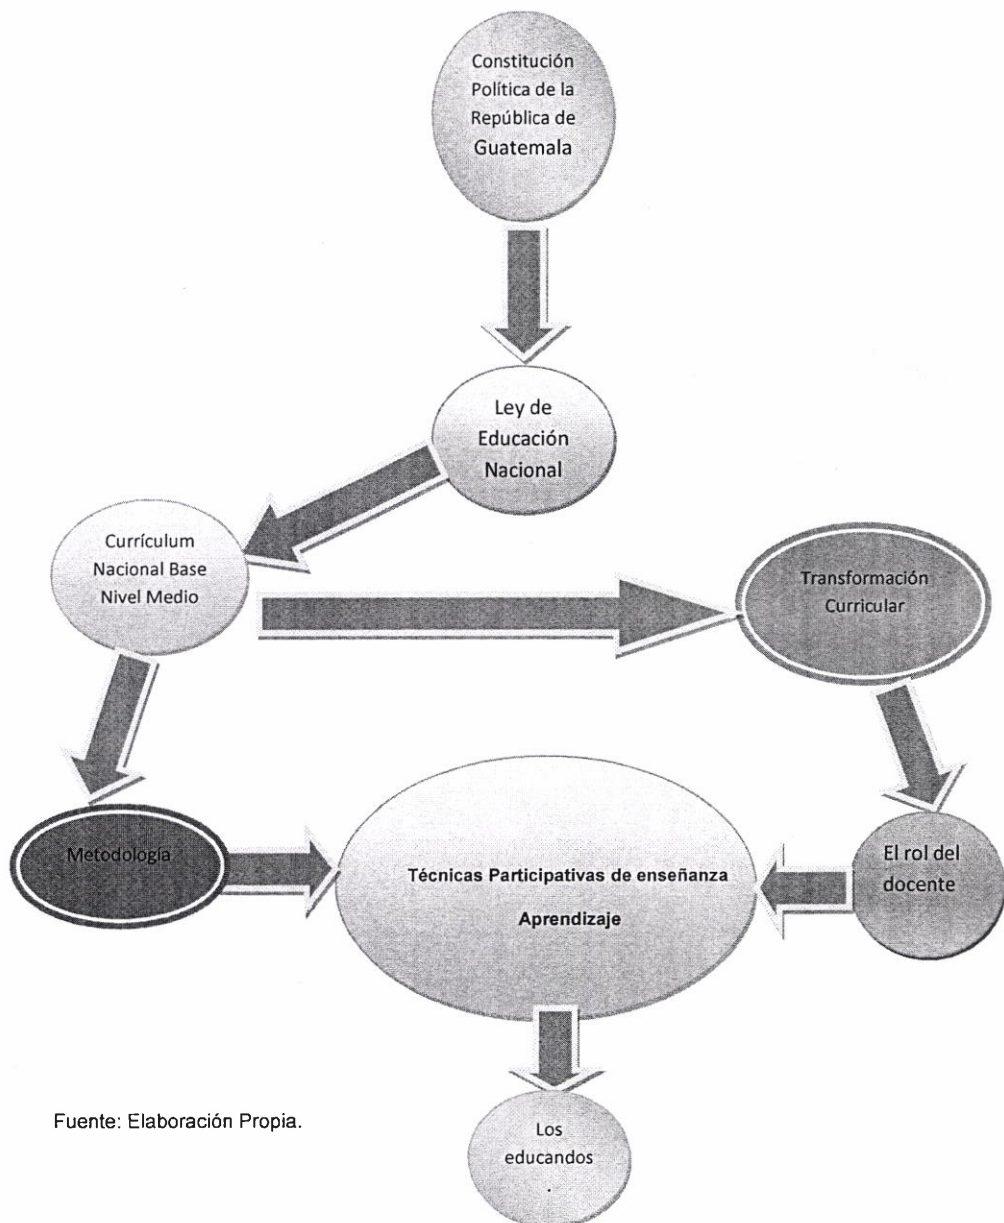 Constitución
Política de la
República de
Guatemala
Ley de
Educación
Nacional
Currículum
Nacional Base
Nivel Medio
Transformación
Curricular
Metodología
Técnicas Participativas de enseñanza
Aprendizaje
El rol del
docente
Fuente: Elaboración Propia.
Los
educandos
.